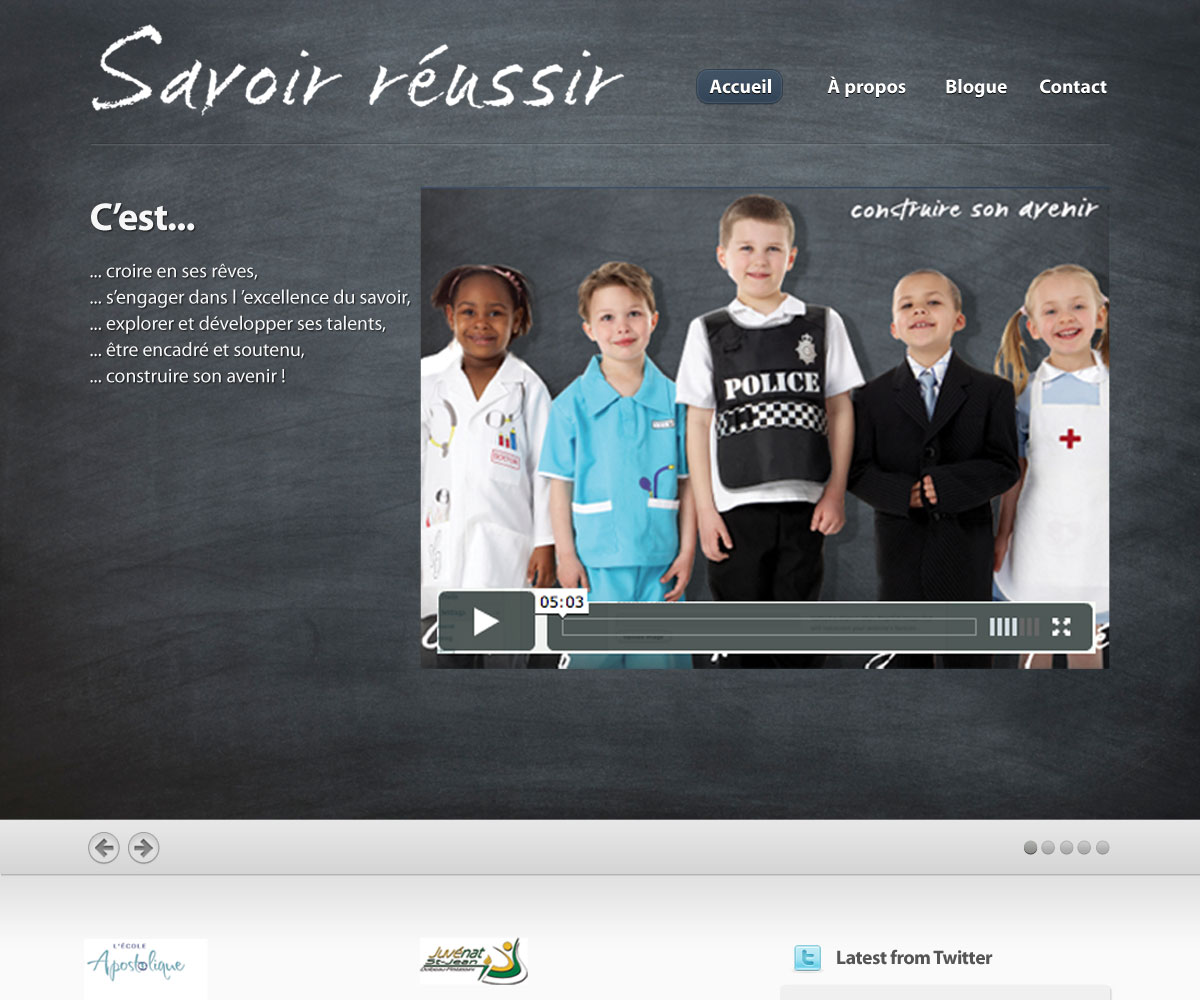 Savoir réussir
Accueil
À propos
Blogue
Contact
C’est...
... croire en ses rêves,
... s’engager dans l ’excellence du savoir,
... explorer et développer ses talents,
... être encadré et soutenu,
... construire son avenir !
construire son avenir
POLICE
DOCTOR
05:03
L'ÉCOLE
Apostolique
Juvénat
St-Jean
Latest from Twitter